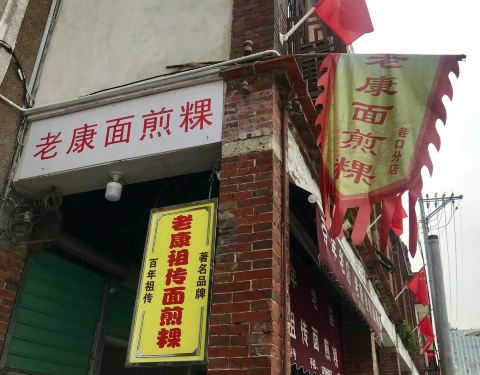 老康面煎粿
老康面煎粿
巷口分店
著名品牌
老康祖传面煎粿
百年祖传